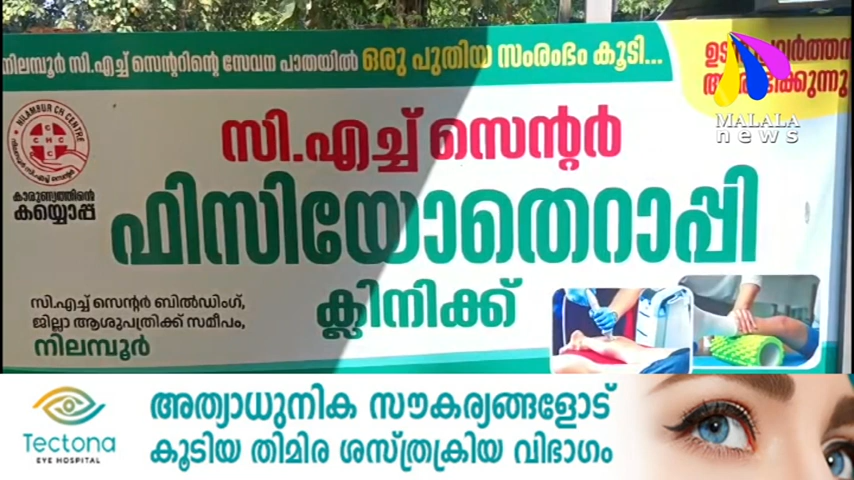 നിലമ്പൂർ സി.എച്ച് സെന്ററിന്റെ സേവന പാതയിൽ ഒരു പുതിയ സംരംഭം കൂടി...
MALALA
news
NILAMBUR CH CENTRE
CHC
കാരുണ്യത്തിന്റെ
കയ്യൊപ്പ്
സി.എച്ച് സെന്റർ
ഫിസിയോതെറാപ്പി
ക്ലിനിക്ക്
സി.എച്ച് സെന്റർ ബിൽഡിംഗ്,
ജില്ലാ ആശുപത്രിക്ക് സമീപം,
നിലമ്പൂർ
Tectona
EYE HOSPITAL
അത്യാധുനിക സൗകര്യങ്ങളോട്
കൂടിയ തിമിര ശസ്ത്രക്രിയ വിഭാഗം